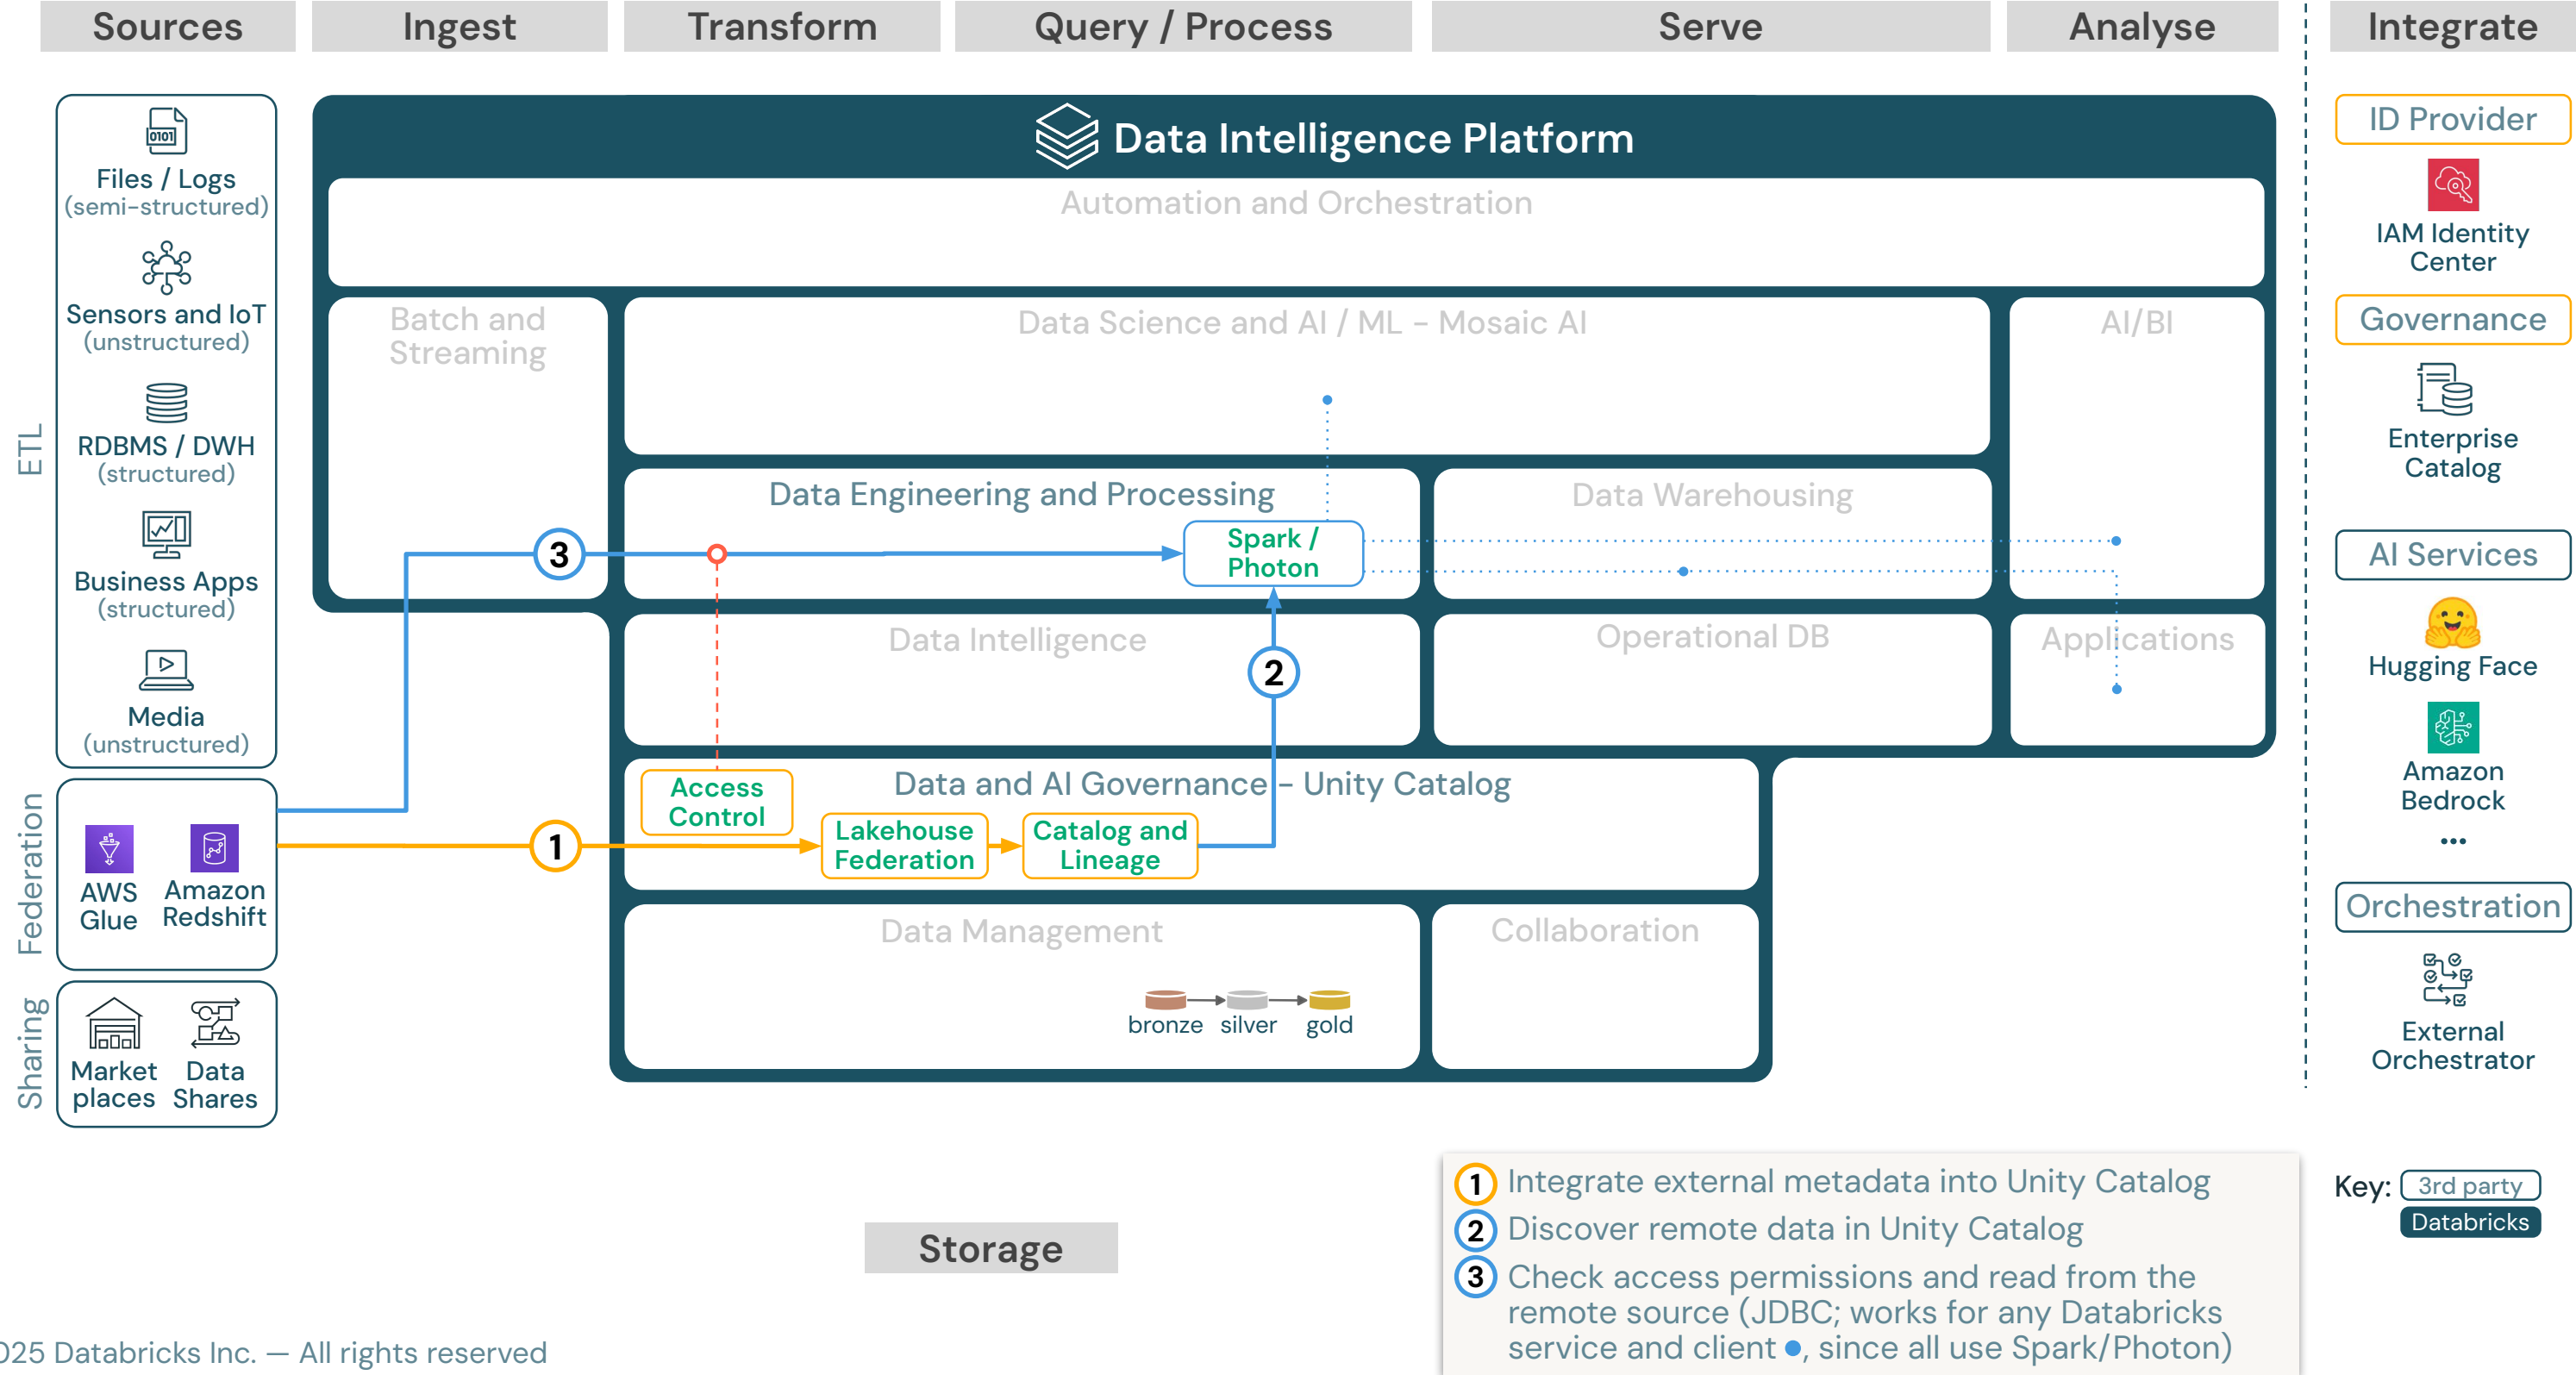 Sources
Ingest
Transform
Query / Process
Serve
Analyse
Integrate
ETL
Files / Logs
(semi-structured)
Sensors and IoT
(unstructured)
RDBMS / DWH
(structured)
Business Apps
(structured)
Media
(unstructured)
Federation
AWS
Glue
Amazon
Redshift
Sharing
Market
places
Data
Shares
Data Intelligence Platform
Automation and Orchestration
Batch and
Streaming
Data Science and AI / ML - Mosaic AI
AI/BI
Data Engineering and Processing
Spark /
Photon
Data Warehousing
3
Data Intelligence
2
Operational DB
Applications
Data and AI Governance - Unity Catalog
Access
Control
1
Lakehouse
Federation
Catalog and
Lineage
Data Management
bronze
silver
gold
Collaboration
ID Provider
IAM Identity
Center
Governance
Enterprise
Catalog
AI Services
Hugging Face
Amazon
Bedrock
...
Orchestration
External
Orchestrator
Storage
1 Integrate external metadata into Unity Catalog
2 Discover remote data in Unity Catalog
3 Check access permissions and read from the
remote source (JDBC; works for any Databricks
service and client ●, since all use Spark/Photon)
Key: 3rd party
Databricks
025 Databricks Inc. — All rights reserved